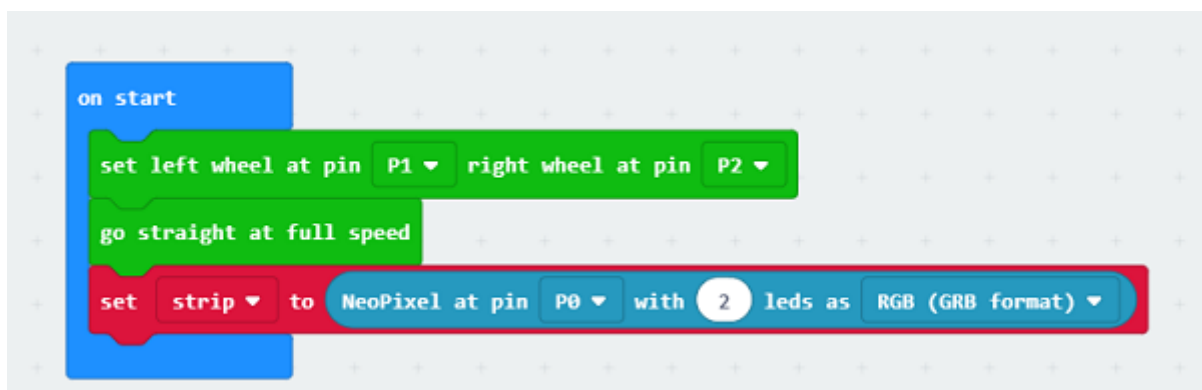 on start
set left wheel at pin P1 right wheel at pin P2
go straight at full speed
set strip to NeoPixel at pin P0 with 2 leds as RGB (GRB format)